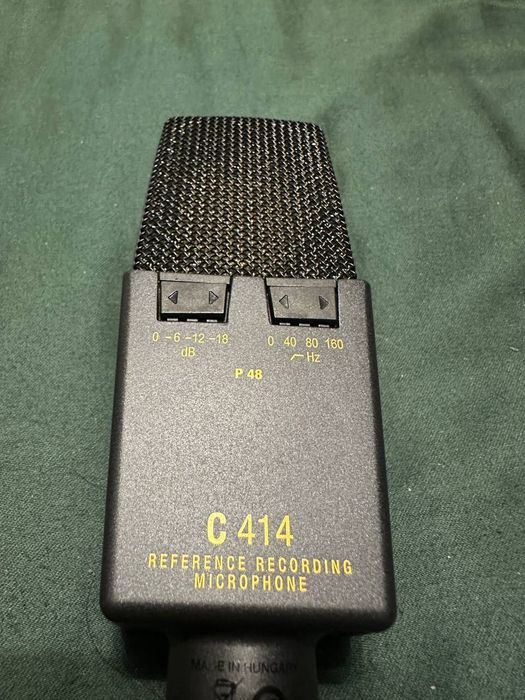 0 -6 -12 -18
dB
0 40 80 160
Hz
P 48
C 414
REFERENCE RECORDING
MICROPHONE
MADE IN HUNGARY